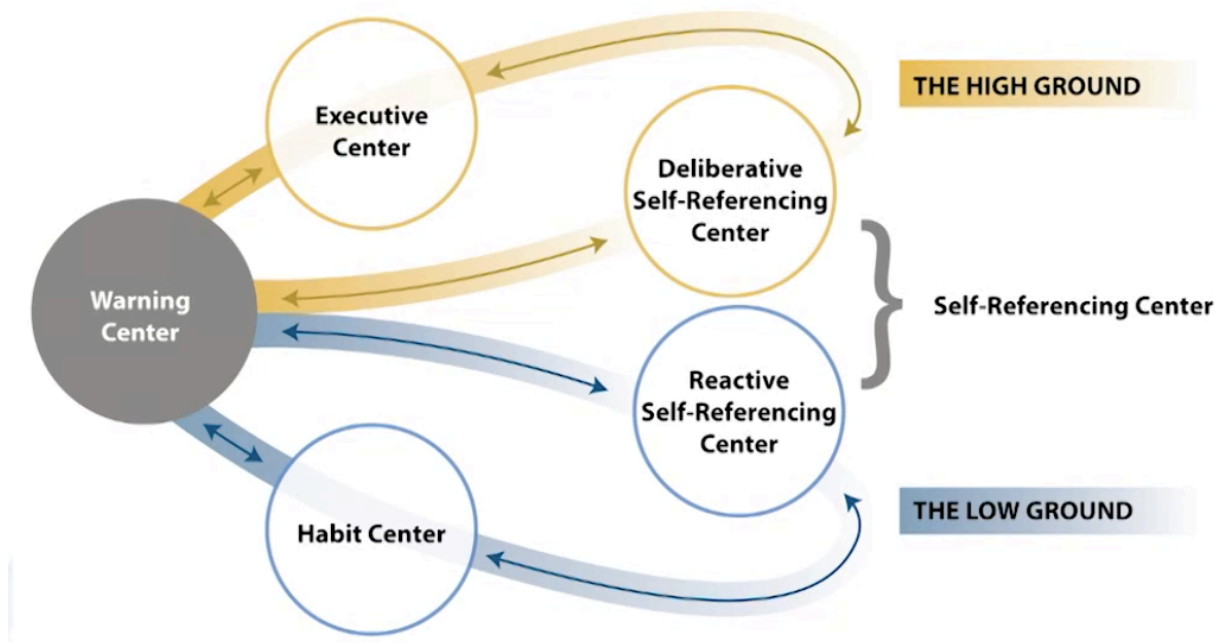 Executive
Center
THE HIGH GROUND
Deliberative
Self-Referencing
Center
Warning
Center
Self-Referencing Center
Reactive
Self-Referencing
Center
Habit Center
THE LOW GROUND